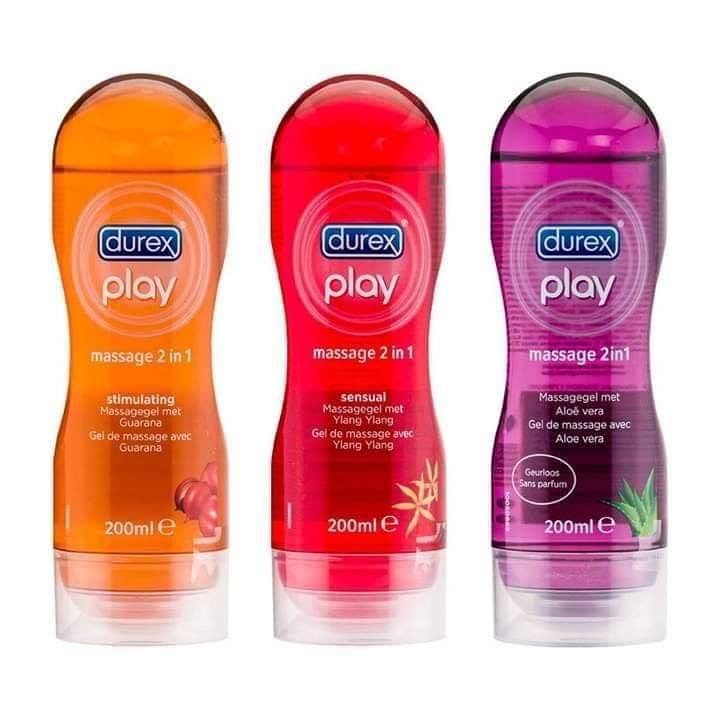 durex
play
massage 2 in 1
stimulating
Massagegel met
Guarana
Gel de massage avec
Guarana
200ml ℮
durex
play
massage 2 in 1
sensual
Massagegel met
Ylang Ylang
Gel de massage avec
Ylang Ylang
200ml ℮
durex
play
massage 2in1
Massagegel met
Aloë vera
Gel de massage avec
Aloe vera
Geurloos
Sans parfum
200ml ℮